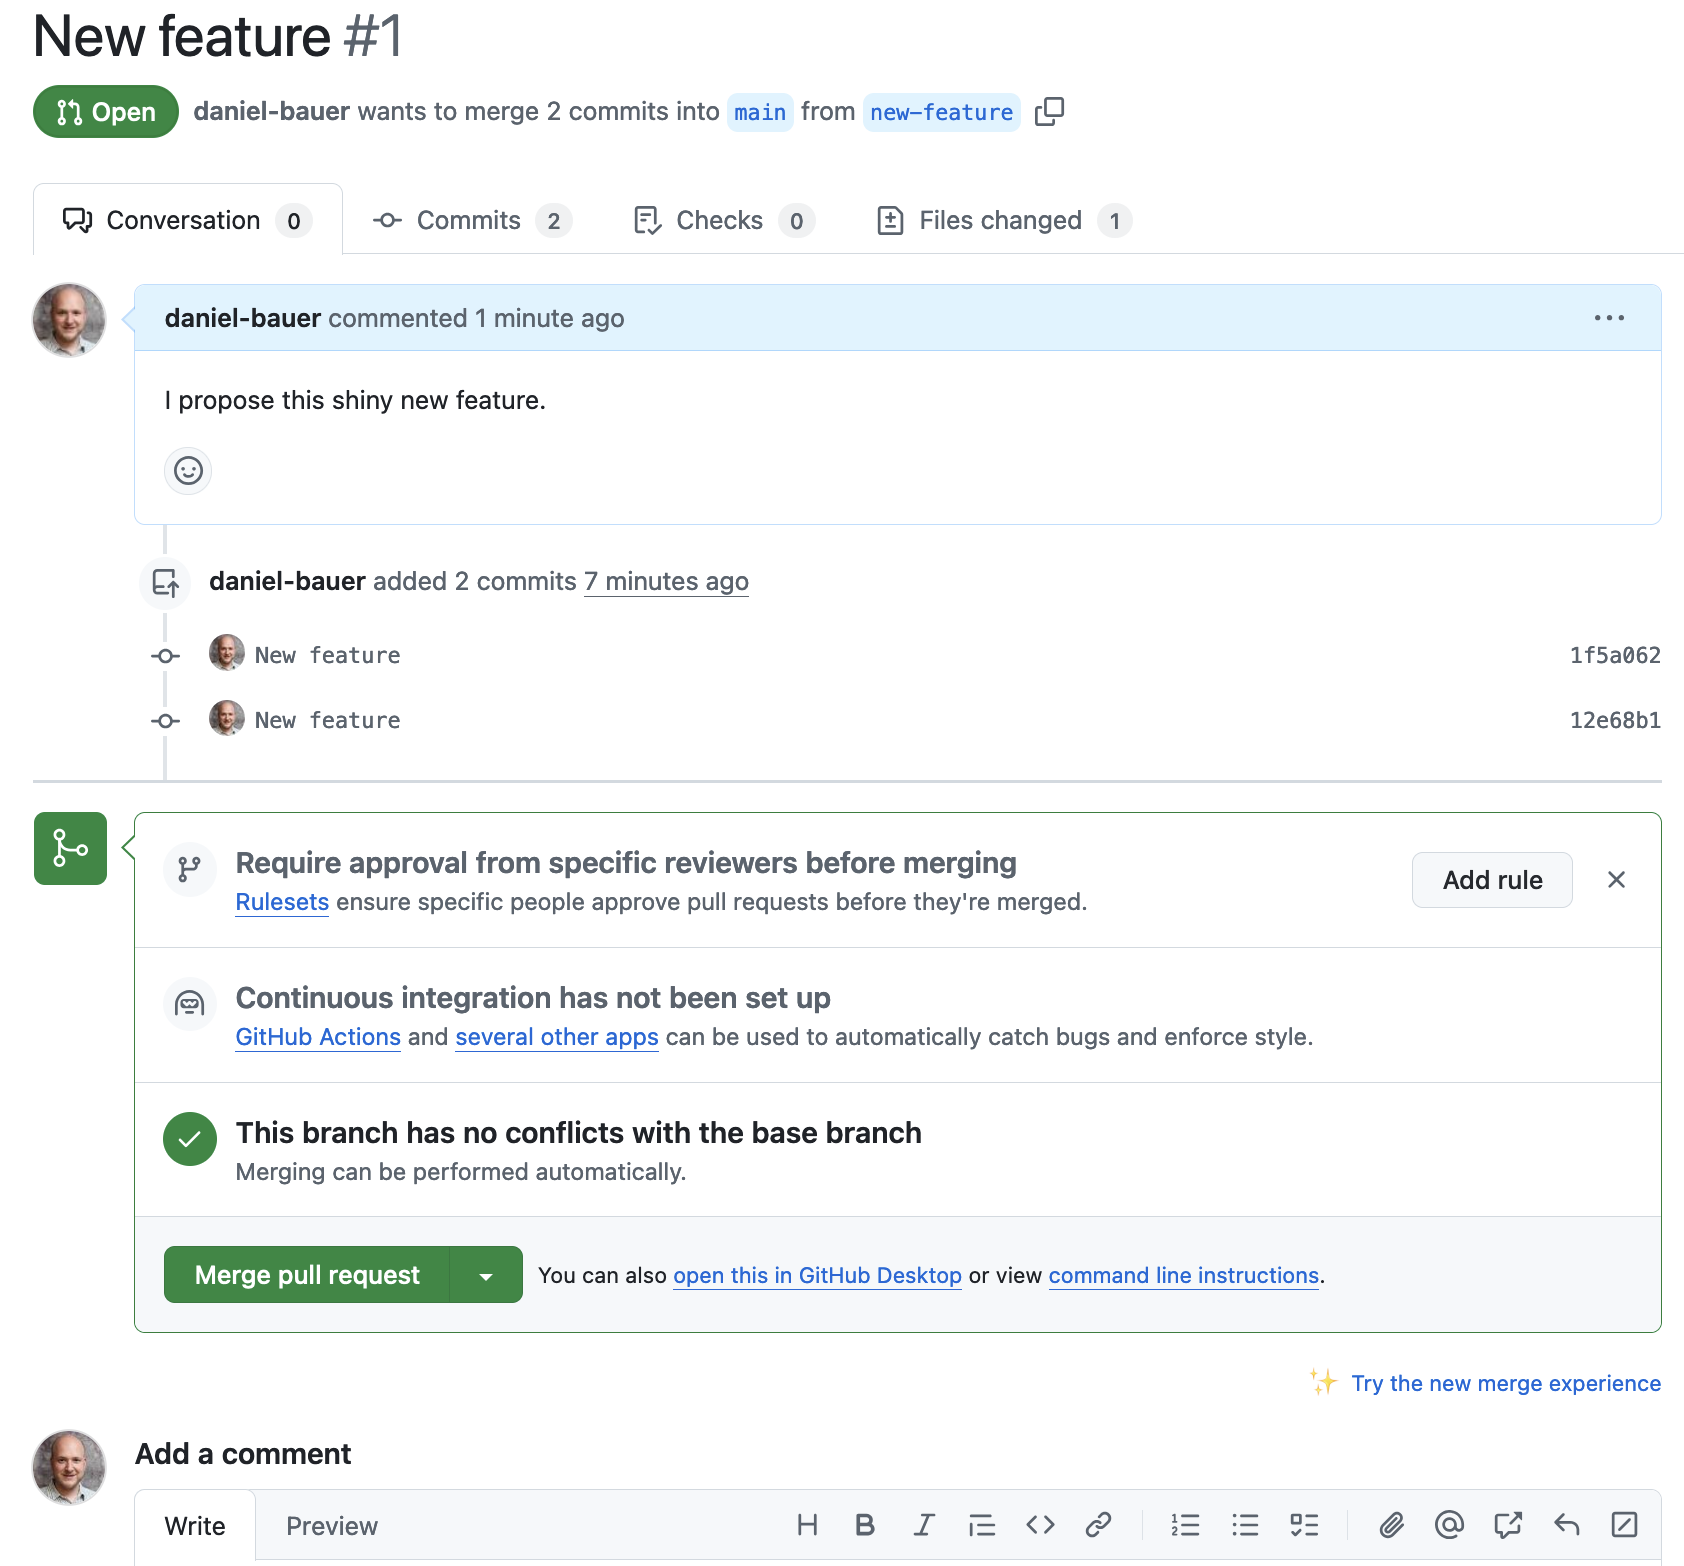 New feature #1
Open daniel-bauer wants to merge 2 commits into main from new-feature
Conversation 0 Commits 2 Checks 0 Files changed 1
daniel-bauer commented 1 minute ago
I propose this shiny new feature.
daniel-bauer added 2 commits 7 minutes ago
New feature 1f5a062
New feature 12e68b1
Require approval from specific reviewers before merging
Rulesets ensure specific people approve pull requests before they're merged.
Add rule
Continuous integration has not been set up
GitHub Actions and several other apps can be used to automatically catch bugs and enforce style.
This branch has no conflicts with the base branch
Merging can be performed automatically.
Merge pull request You can also open this in GitHub Desktop or view command line instructions.
Try the new merge experience
Add a comment
Write Preview